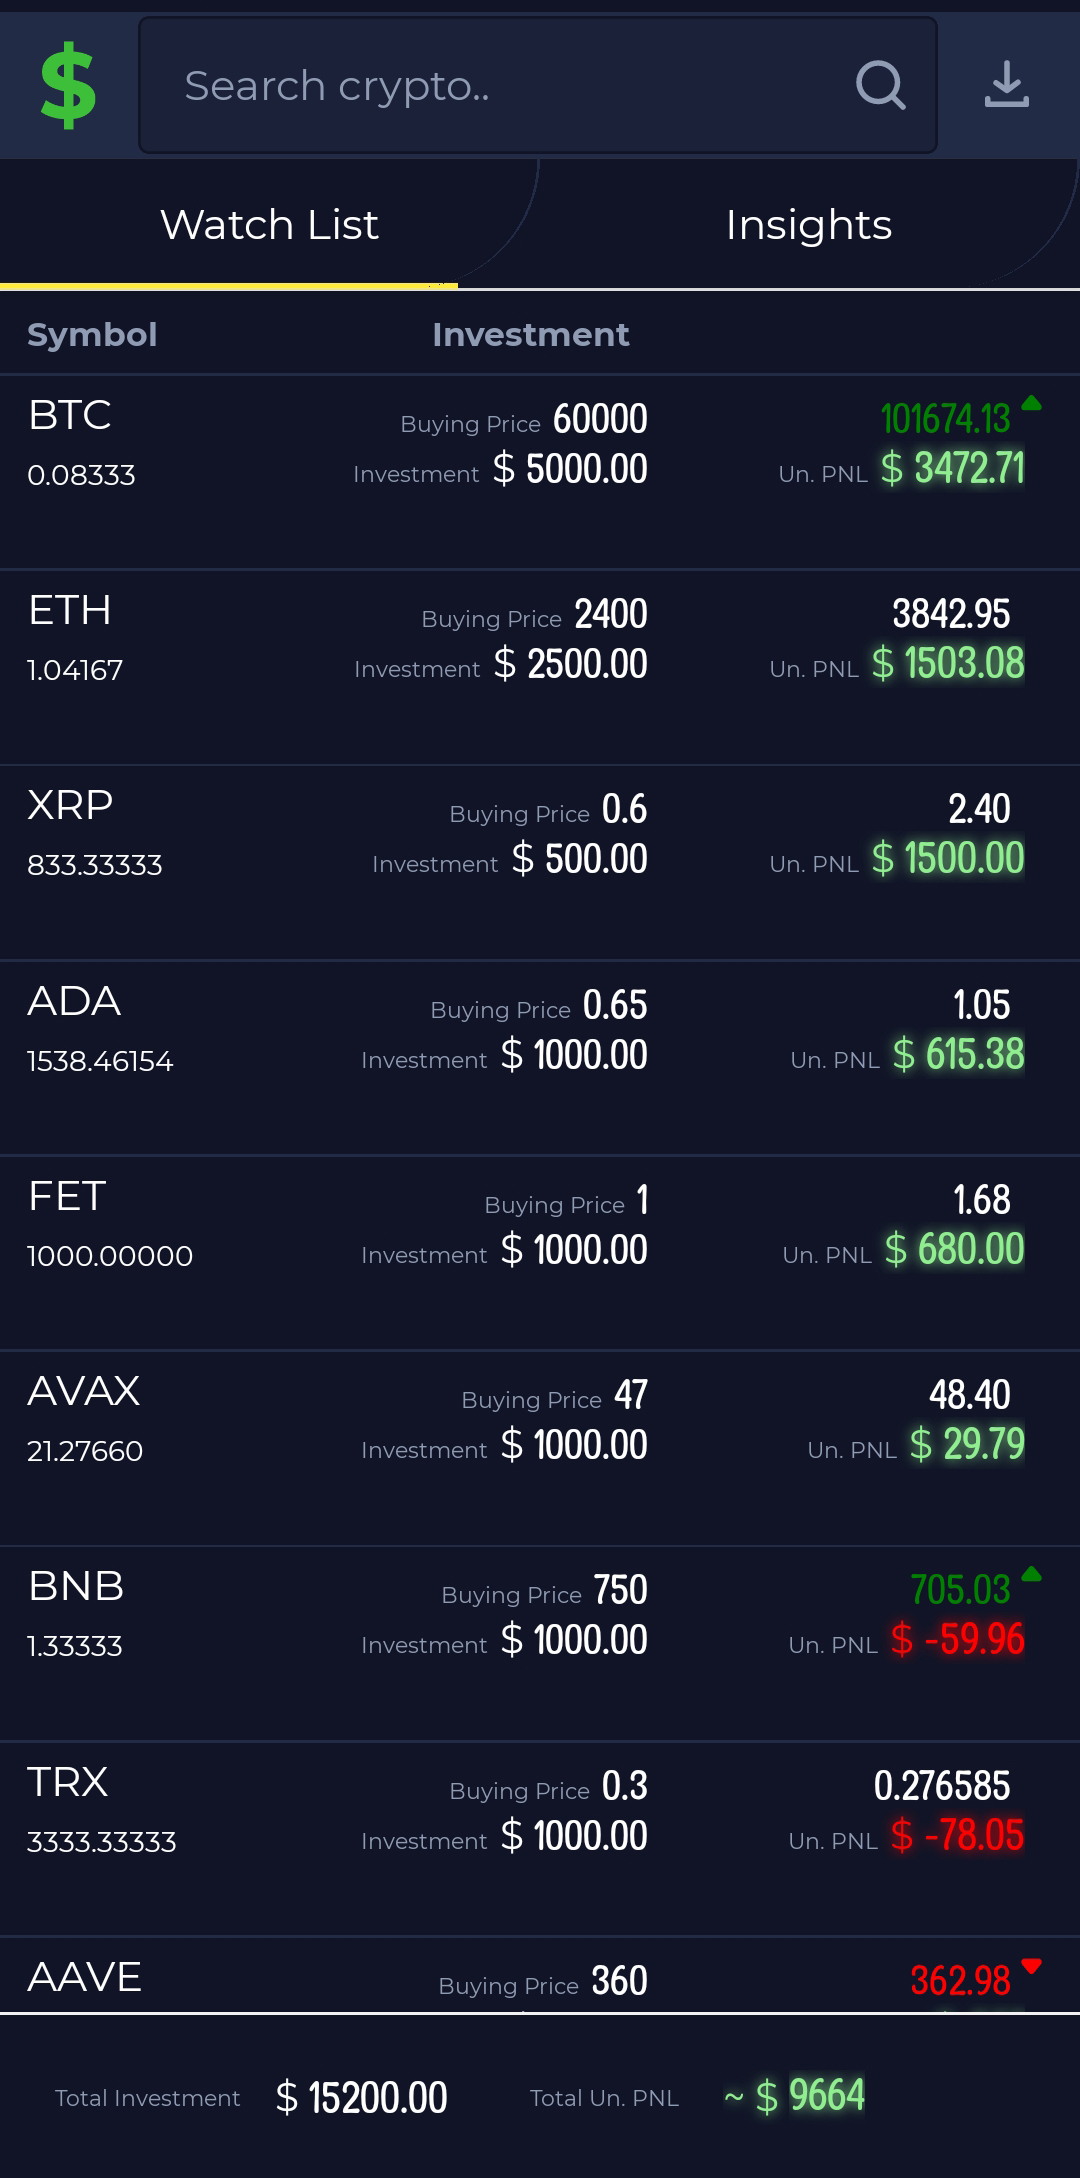 $ Search crypto..
Watch List Insights
Symbol Investment
BTC Buying Price 60000 101674.13
0.08333 Investment $ 5000.00 Un. PNL $ 3472.71
ETH Buying Price 2400 3842.95
1.04167 Investment $ 2500.00 Un. PNL $ 1503.08
XRP Buying Price 0.6 2.40
833.33333 Investment $ 500.00 Un. PNL $ 1500.00
ADA Buying Price 0.65 1.05
1538.46154 Investment $ 1000.00 Un. PNL $ 615.38
FET Buying Price 1 1.68
1000.00000 Investment $ 1000.00 Un. PNL $ 680.00
AVAX Buying Price 47 48.40
21.27660 Investment $ 1000.00 Un. PNL $ 29.79
BNB Buying Price 750 705.03
1.33333 Investment $ 1000.00 Un. PNL $ -59.96
TRX Buying Price 0.3 0.276585
3333.33333 Investment $ 1000.00 Un. PNL $ -78.05
AAVE Buying Price 360 362.98
Total Investment $ 15200.00 Total Un. PNL ~ $ 9664